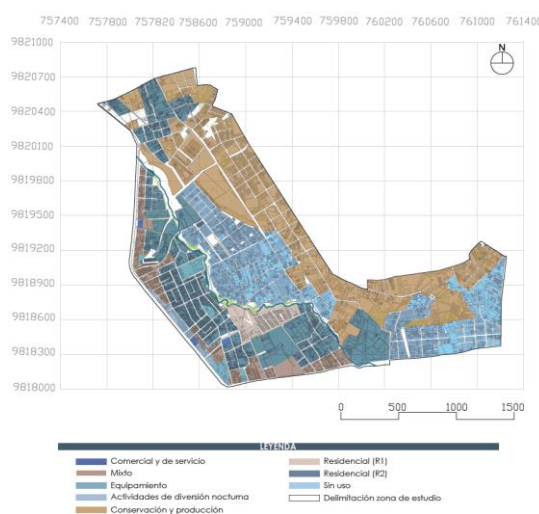 757400 757800 758200 758600 759000 759400 759800 760200 760600 761000 761400
N
9821000
9820700
9820400
9820100
9819800
9819500
9819200
9818900
9818600
9818300
9818000
0 500 1000 1500
LEYENDA
Comercial y de servicio
Mixto
Equipamiento
Actividades de diversión nocturna
Conservación y producción
Residencial (R1)
Residencial (R2)
Sin uso
Delimitación zona de estudio